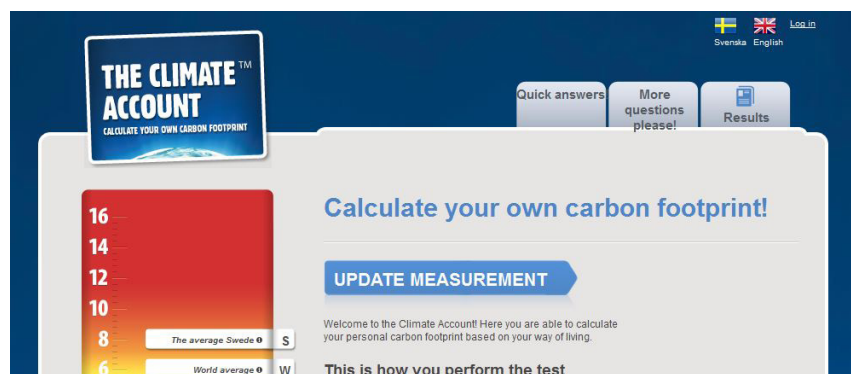 Svenska English Log in
THE CLIMATE™
ACCOUNT
CALCULATE YOUR OWN CARBON FOOTPRINT
Quick answers
More
questions
please!
Results
Calculate your own carbon footprint!
UPDATE MEASUREMENT
Welcome to the Climate Account! Here you are able to calculate
your personal carbon footprint based on your way of living.
This is how you perform the test
16
14
12
10
8 The average Swede S
6 World average W